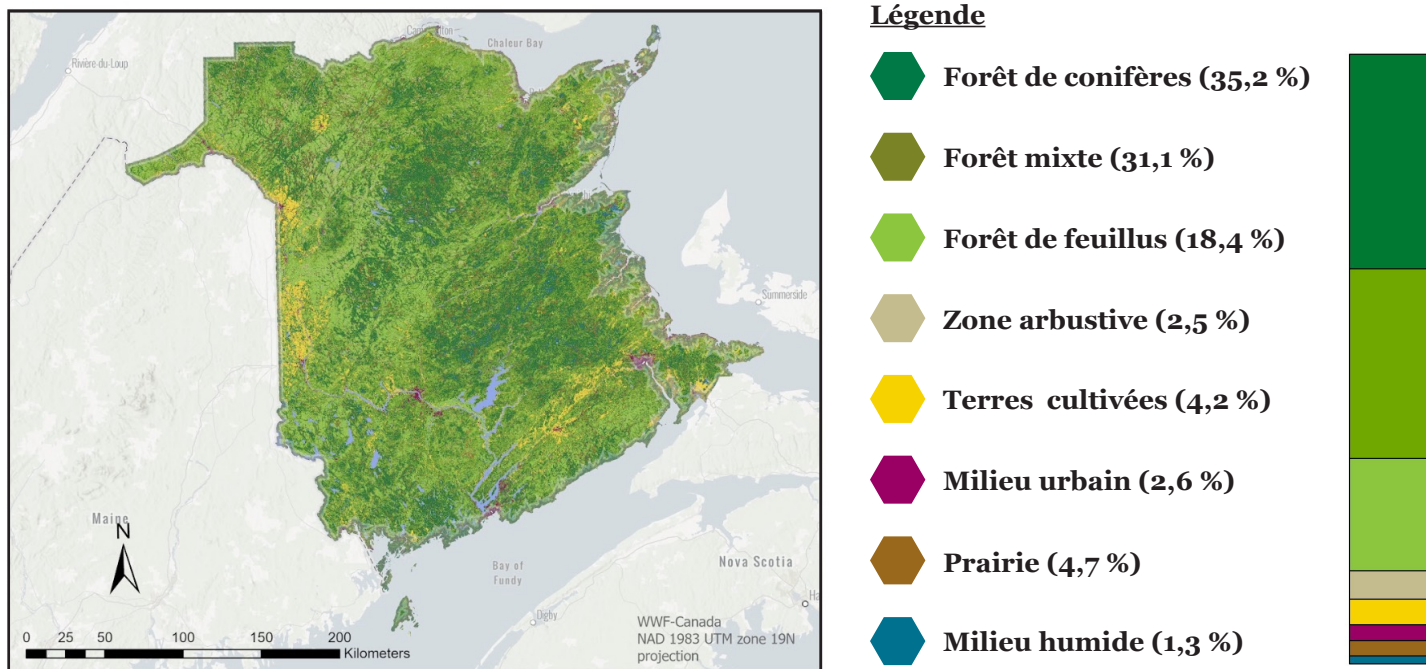 Chaleur Bay
Rivière-du-Loup
Summerside
Maine
N
Bay of
Fundy
Nova Scotia
Digby
WWF-Canada
NAD 1983 UTM zone 19N
projection
0 25 50 100 150 200
Kilometers
Légende
Forêt de conifères (35,2 %)
Forêt mixte (31,1 %)
Forêt de feuillus (18,4 %)
Zone arbustive (2,5 %)
Terres cultivées (4,2 %)
Milieu urbain (2,6 %)
Prairie (4,7 %)
Milieu humide (1,3 %)